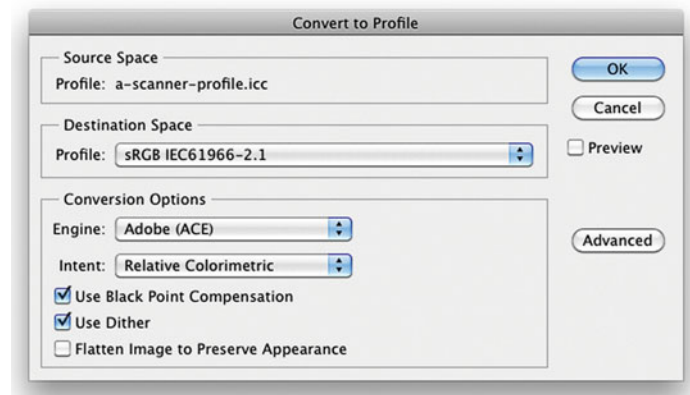 Convert to Profile
Source Space
Profile: a-scanner-profile.icc
Destination Space
Profile: sRGB IEC61966-2.1
Conversion Options
Engine: Adobe (ACE)
Intent: Relative Colorimetric
Use Black Point Compensation
Use Dither
Flatten Image to Preserve Appearance
OK
Cancel
Preview
Advanced